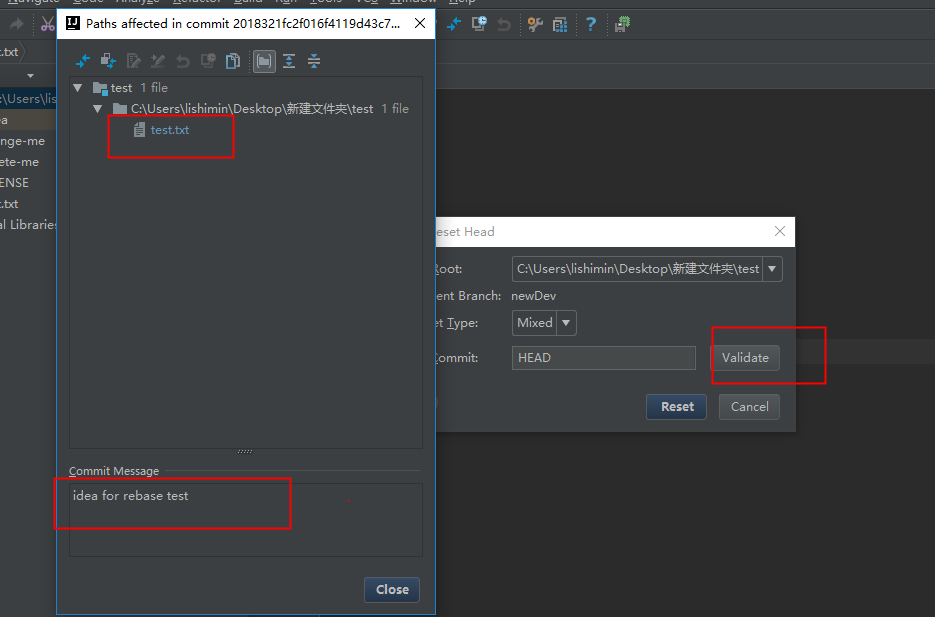 Paths affected in commit 2018321fc2f016f4119d43c7...
.txt
test 1 file
:\Users\lis
C:\Users\lishimin\Desktop\新建文件夹\test 1 file
test.txt
nge-me
ete-me
ENSE
.txt
al Libraries
eset Head
Root:
C:\Users\lishimin\Desktop\新建文件夹\test
ent Branch:
newDev
et Type:
Mixed
Commit:
HEAD
Validate
Reset
Cancel
Commit Message
idea for rebase test
Close